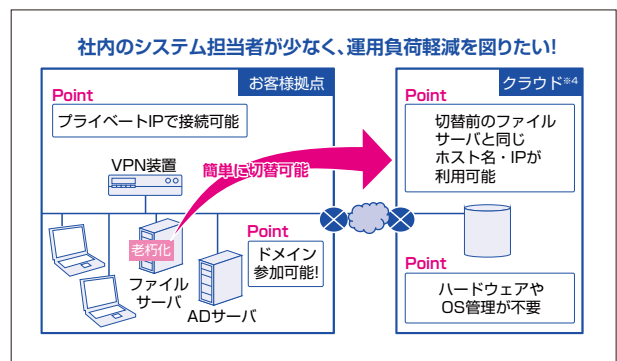 社内のシステム担当者が少なく、運用負荷軽減を図りたい!
お客様拠点
Point
プライベートIPで接続可能
VPN装置
簡単に切替可能
老朽化
ファイル
サーバ
ADサーバ
Point
ドメイン
参加可能!
クラウド※4
Point
切替前のファイル
サーバと同じ
ホスト名・IPが
利用可能
Point
ハードウェアや
OS管理が不要